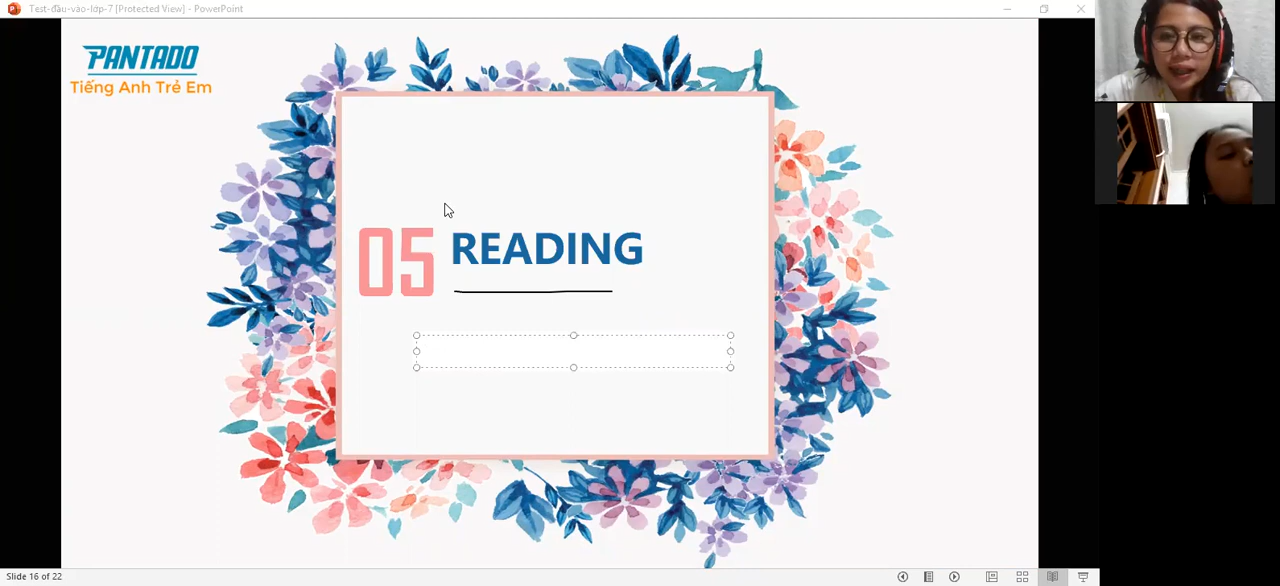 Test-đầu-vào-lớp-7 [Protected View] - PowerPoint
PANTADO
Tiếng Anh Trẻ Em
05 READING
Slide 16 of 22